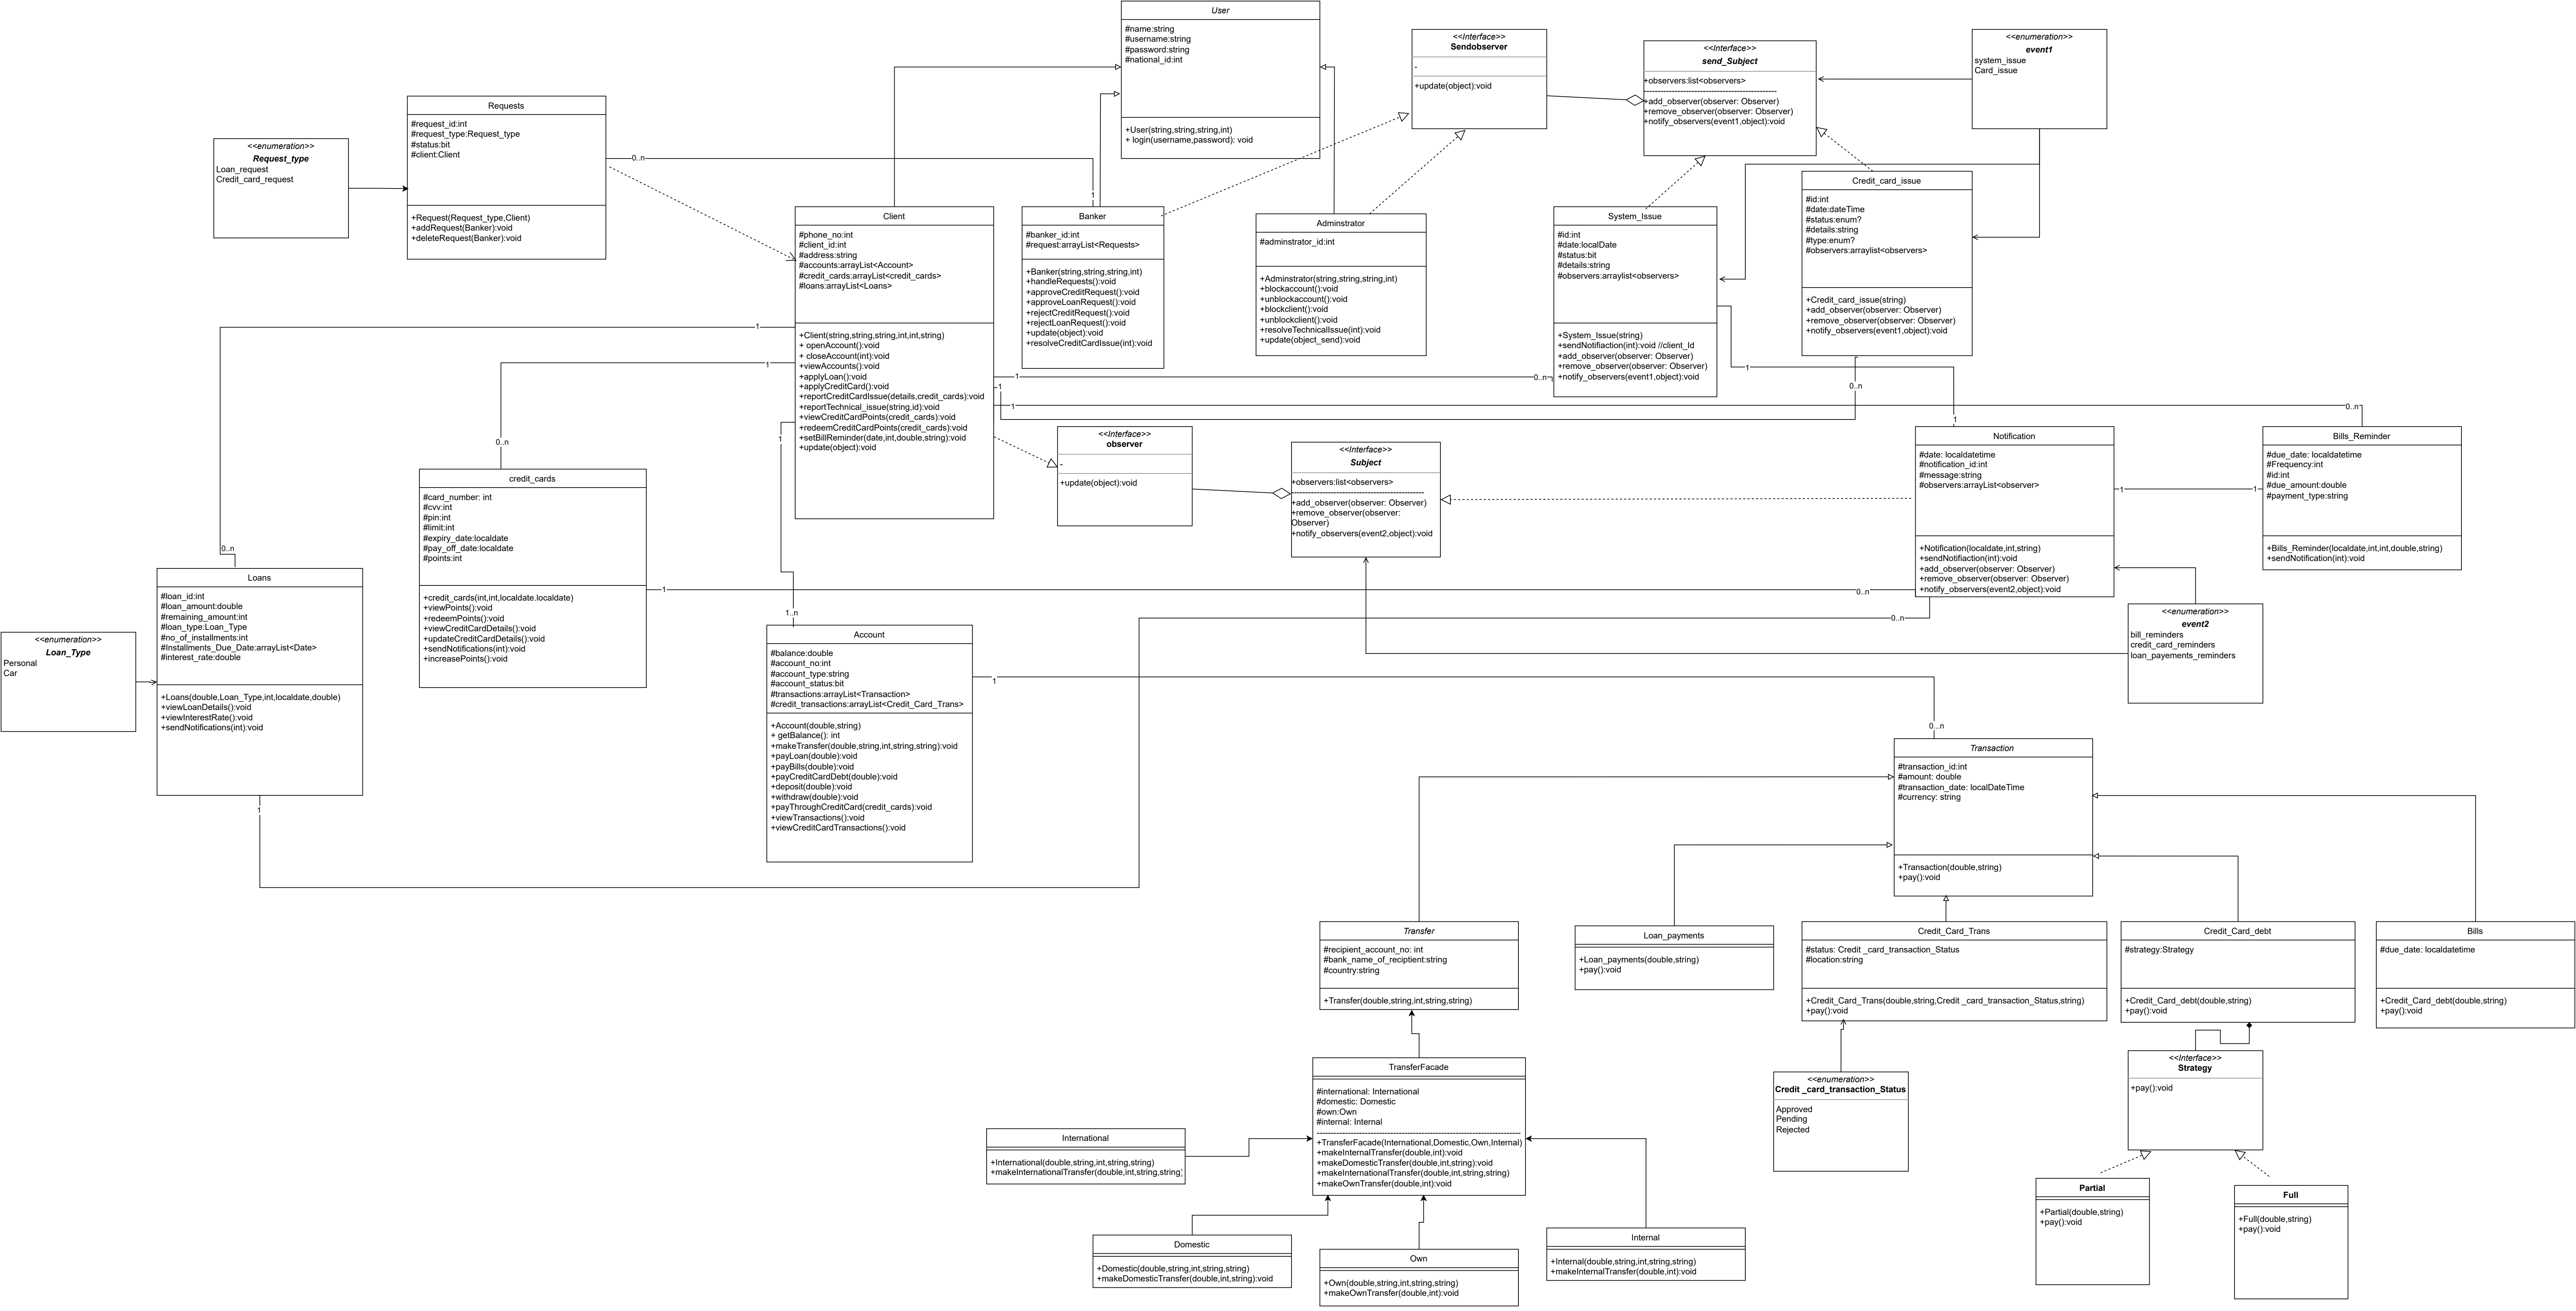 User
#name:string
#username:string
#password:string
#national_id:int
+User(string,string,string,int)
+ login(username,password): void
<<Interface>>
Sendobserver
-
+update(object):void
<<Interface>>
send_Subject
+observers:list<observers>
------------------------------------------------
+add_observer(observer: Observer)
+remove_observer(observer: Observer)
+notify_observers(event1,object):void
<<enumeration>>
event1
system_issue
Card_issue
Requests
#request_id:int
#request_type:Request_type
#status:bit
#client:Client
+Request(Request_type,Client)
+addRequest(Banker):void
+deleteRequest(Banker):void
<<enumeration>>
Request_type
Loan_request
Credit_card_request
0..n
1
Client
#phone_no:int
#client_id:int
#address:string
#accounts:arrayList<Account>
#credit_cards:arrayList<credit_cards>
#loans:arrayList<Loans>
+Client(string,string,string,int,int,string)
+ openAccount():void
+ closeAccount(int):void
+viewAccounts():void
+applyLoan():void
+applyCreditCard():void
+reportCreditCardIssue(details,credit_cards):void
+reportTechnical_issue(string,id):void
+viewCreditCardPoints(credit_cards):void
+redeemCreditCardPoints(credit_cards):void
+setBillReminder(date,int,double,string):void
+update(object):void
Banker
#banker_id:int
#request:arrayList<Requests>
+Banker(string,string,string,int)
+handleRequests():void
+approveCreditRequest():void
+approveLoanRequest():void
+rejectCreditRequest():void
+rejectLoanRequest():void
+update(object):void
+resolveCreditCardIssue(int):void
Adminstrator
#adminstrator_id:int
+Adminstrator(string,string,string,int)
+blockaccount():void
+unblockaccount():void
+blockclient():void
+unblockclient():void
+resolveTechnicalIssue(int):void
+update(object_send):void
System_Issue
#id:int
#date:localDate
#status:bit
#details:string
#observers:arraylist<observers>
+System_Issue(string)
+sendNotifiaction(int):void //client_Id
+add_observer(observer: Observer)
+remove_observer(observer: Observer)
+notify_observers(event1,object):void
Credit_card_issue
#id:int
#date:dateTime
#status:enum?
#details:string
#type:enum?
#observers:arraylist<observers>
+Credit_card_issue(string)
+add_observer(observer: Observer)
+remove_observer(observer: Observer)
+notify_observers(event1,object):void
1
1
1
0..n
1
0..n
1
0..n
1
1
1
0..n
0..n
1..n
<<Interface>>
observer
-
+update(object):void
<<Interface>>
Subject
+observers:list<observers>
------------------------------------------------
+add_observer(observer: Observer)
+remove_observer(observer:
Observer)
+notify_observers(event2,object):void
Notification
#date: localdatetime
#notification_id:int
#message:string
#observers:arrayList<observer>
+Notification(localdate,int,string)
+sendNotifiaction(int):void
+add_observer(observer: Observer)
+remove_observer(observer: Observer)
+notify_observers(event2,object):void
1
1
Bills_Reminder
#due_date: localdatetime
#Frequency:int
#id:int
#due_amount:double
#payment_type:string
+Bills_Reminder(localdate,int,int,double,string)
+sendNotification(int):void
credit_cards
#card_number: int
#cvv:int
#pin:int
#limit:int
#expiry_date:localdate
#pay_off_date:localdate
#points:int
+credit_cards(int,int,localdate.localdate)
+viewPoints():void
+redeemPoints():void
+viewCreditCardDetails():void
+updateCreditCardDetails():void
+sendNotifications(int):void
+increasePoints():void
1
0..n
0..n
<<enumeration>>
event2
bill_reminders
credit_card_reminders
loan_payements_reminders
Loans
#loan_id:int
#loan_amount:double
#remaining_amount:int
#loan_type:Loan_Type
#no_of_installments:int
#Installments_Due_Date:arrayList<Date>
#interest_rate:double
+Loans(double,Loan_Type,int,localdate,double)
+viewLoanDetails():void
+viewInterestRate():void
+sendNotifications(int):void
<<enumeration>>
Loan_Type
Personal
Car
1
Account
#balance:double
#account_no:int
#account_type:string
#account_status:bit
#transactions:arrayList<Transaction>
#credit_transactions:arrayList<Credit_Card_Trans>
+Account(double,string)
+ getBalance(): int
+makeTransfer(double,string,int,string,string):void
+payLoan(double):void
+payBills(double):void
+payCreditCardDebt(double):void
+deposit(double):void
+withdraw(double):void
+payThroughCreditCard(credit_cards):void
+viewTransactions():void
+viewCreditCardTransactions():void
1
0...n
Transaction
#transaction_id:int
#amount: double
#transaction_date: localDateTime
#currency: string
+Transaction(double,string)
+pay():void
Transfer
#recipient_account_no: int
#bank_name_of_reciptient:string
#country:string
+Transfer(double,string,int,string,string)
Loan_payments
+Loan_payments(double,string)
+pay():void
Credit_Card_Trans
#status: Credit _card_transaction_Status
#location:string
+Credit_Card_Trans(double,string,Credit _card_transaction_Status,string)
+pay():void
Credit_Card_debt
#strategy:Strategy
+Credit_Card_debt(double,string)
+pay():void
Bills
#due_date: localdatetime
+Credit_Card_debt(double,string)
+pay():void
TransferFacade
#international: International
#domestic: Domestic
#own:Own
#internal: Internal
------------------------------------------------------------------------
+TransferFacade(International,Domestic,Own,Internal)
+makeInternalTransfer(double,int):void
+makeDomesticTransfer(double,int,string):void
+makeInternationalTransfer(double,int,string,string)
+makeOwnTransfer(double,int):void
<<enumeration>>
Credit _card_transaction_Status
Approved
Pending
Rejected
<<Interface>>
Strategy
+pay():void
International
+International(double,string,int,string,string)
+makeInternationalTransfer(double,int,string,string)
Domestic
+Domestic(double,string,int,string,string)
+makeDomesticTransfer(double,int,string):void
Own
+Own(double,string,int,string,string)
+makeOwnTransfer(double,int):void
Internal
+Internal(double,string,int,string,string)
+makeInternalTransfer(double,int):void
Partial
+Partial(double,string)
+pay():void
Full
+Full(double,string)
+pay():void